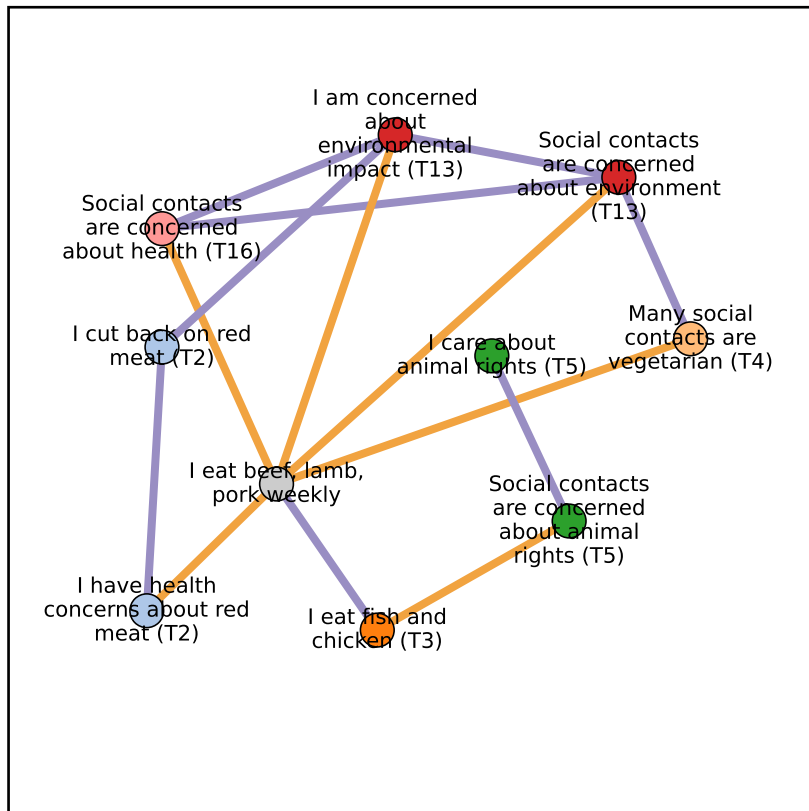 I am concerned
about
environmental
impact (T13)
Social contacts
are concerned
about environment
(T13)
Social contacts
are concerned
about health (T16)
I cut back on red
meat (T2)
I care about
animal rights (T5)
Many social
contacts are
vegetarian (T4)
I eat beef, lamb,
pork weekly
Social contacts
are concerned
about animal
rights (T5)
I have health
concerns about red
meat (T2)
I eat fish and
chicken (T3)